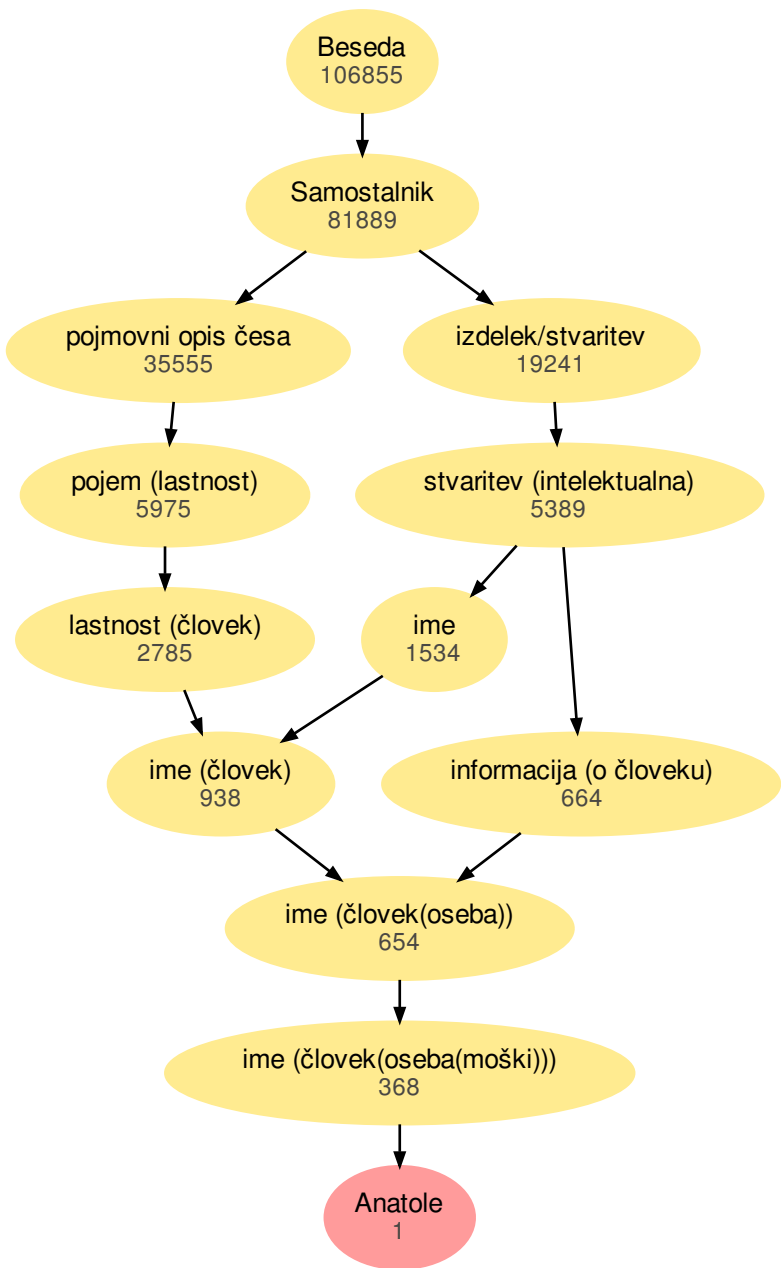 Beseda
106855
Samostalnik
81889
pojmovni opis česa
35555
izdelek/stvaritev
19241
pojem (lastnost)
5975
stvaritev (intelektualna)
5389
lastnost (človek)
2785
ime
1534
ime (človek)
938
informacija (o človeku)
664
ime (človek(oseba))
654
ime (človek(oseba(moški)))
368
Anatole
1